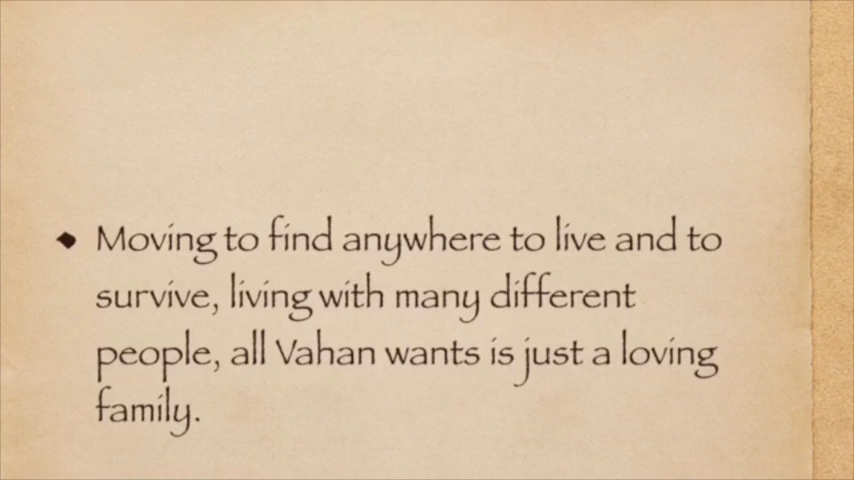 Moving to find anywhere to live and to
survive, living with many different
people, all Vahan wants is just a loving
family.